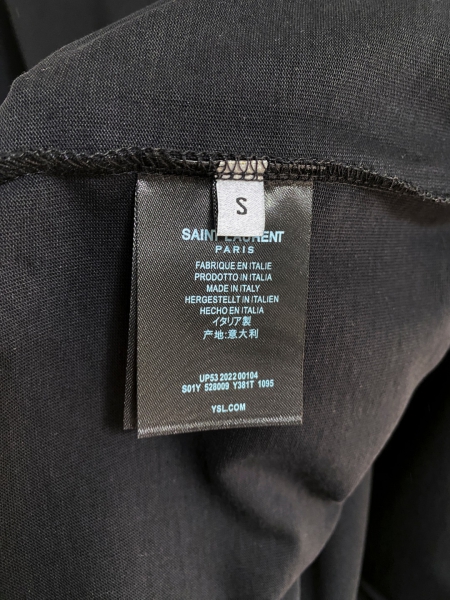 S
SAINT LAURENT
PARIS
FABRIQUE EN ITALIE
PRODOTTO IN ITALIA
MADE IN ITALY
HERGESTELLT IN ITALIEN
HECHO EN ITALIA
イタリア製
产地:意大利
UP53 2022 00104
S01Y 528009 Y381T 1095
YSL.COM